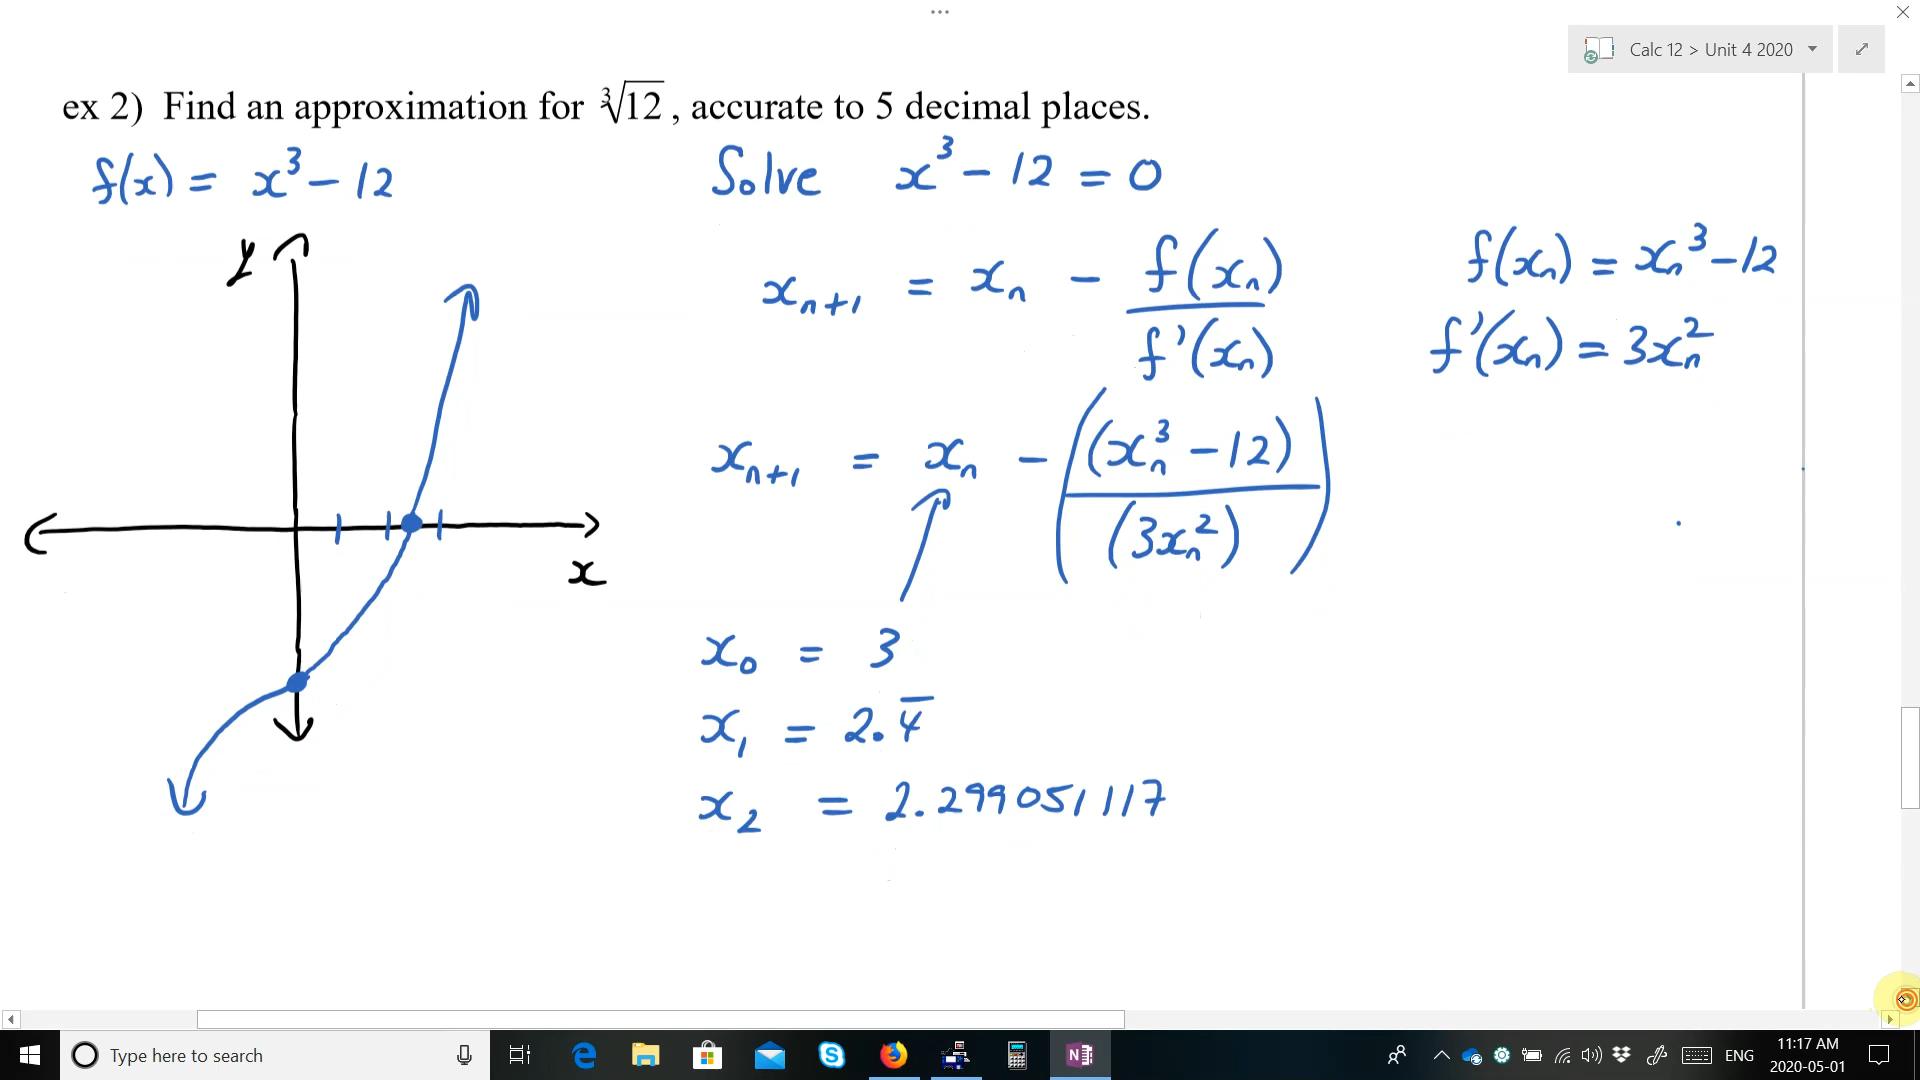 Calc 12 > Unit 4 2020
ex 2) Find an approximation for ∛12 , accurate to 5 decimal places.
f(x) = x³ – 12
Solve x³ – 12 = 0
y
xₙ₊₁ = xₙ – f(xₙ) / f'(xₙ)
f(xₙ) = xₙ³ – 12
f'(xₙ) = 3xₙ²
xₙ₊₁ = xₙ – ( (xₙ³ – 12) / (3xₙ²) )
x
x₀ = 3
x₁ = 2.4̅
x₂ = 2.299051117
Type here to search
ENG
11:17 AM
2020-05-01